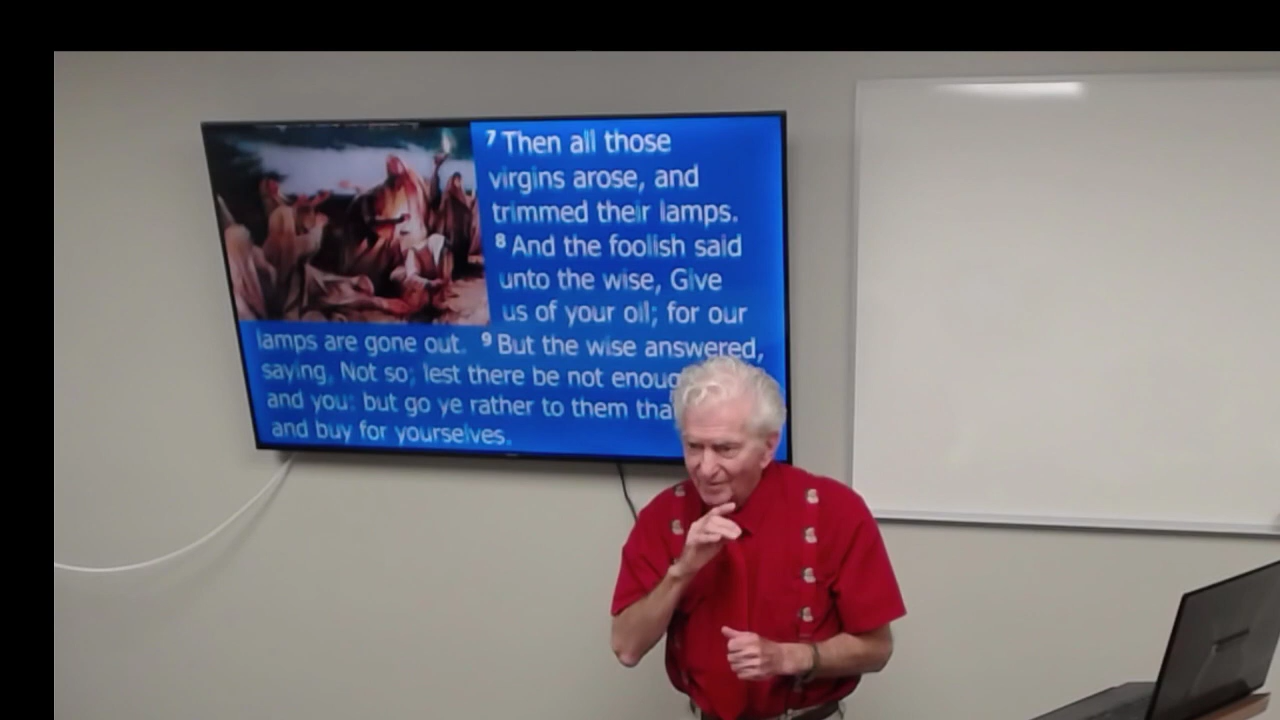 7 Then all those
virgins arose, and
trimmed their lamps.
8 And the foolish said
unto the wise, Give
us of your oil; for our
lamps are gone out. 9 But the wise answered,
saying, Not so; lest there be not
and you: but go ye rather to them
and buy for yourselves.